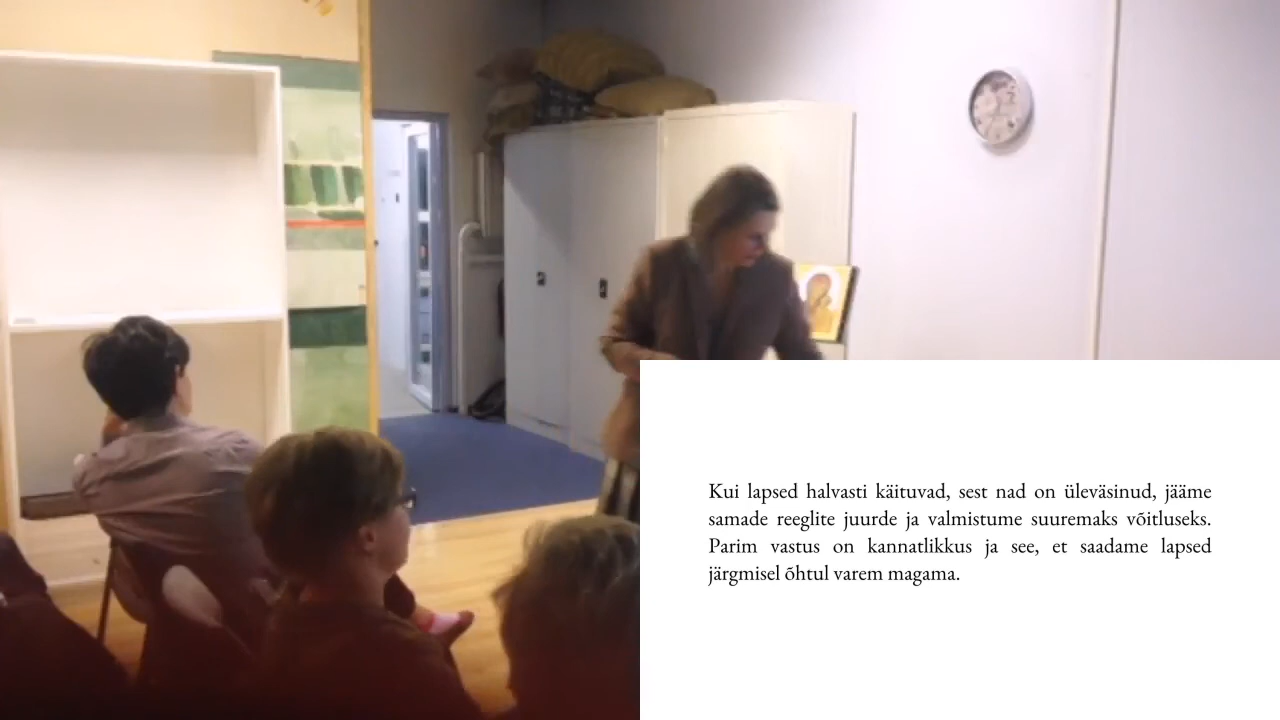 Kui lapsed halvasti käituvad, sest nad on üleväsinud, jääme
samade reeglite juurde ja valmistume suuremaks võitluseks.
Parim vastus on kannatlikkus ja see, et saadame lapsed
järgmisel õhtul varem magama.